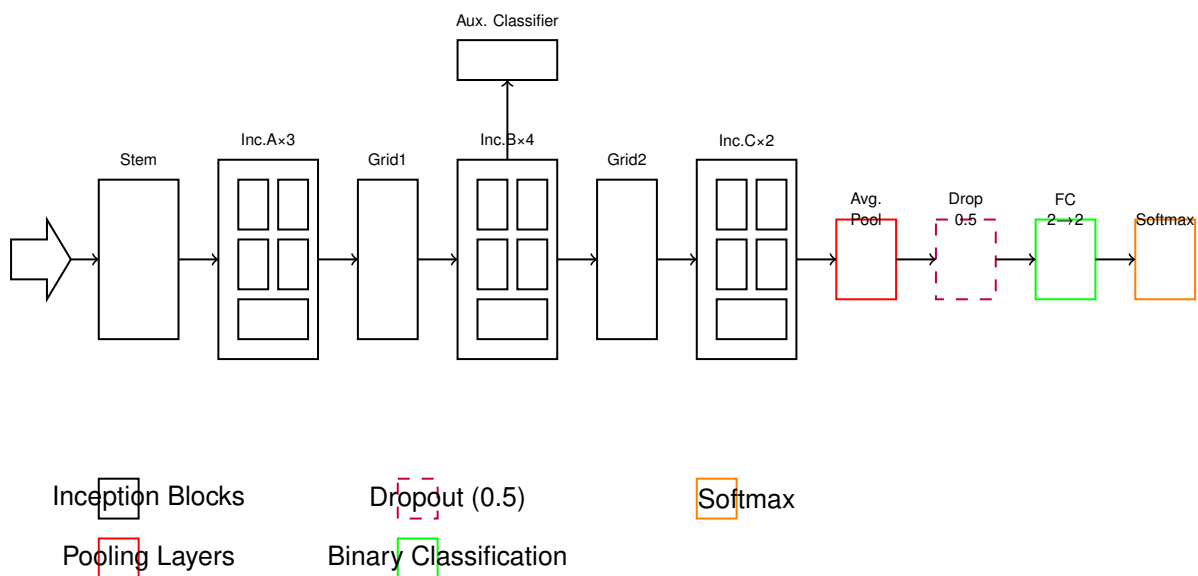 Aux. Classifier
Stem
Inc.A×3
Grid1
Inc.B×4
Grid2
Inc.C×2
Avg.
Pool
Drop
0.5
FC
2→2
Softmax
Inception Blocks
Dropout (0.5)
Softmax
Pooling Layers
Binary Classification